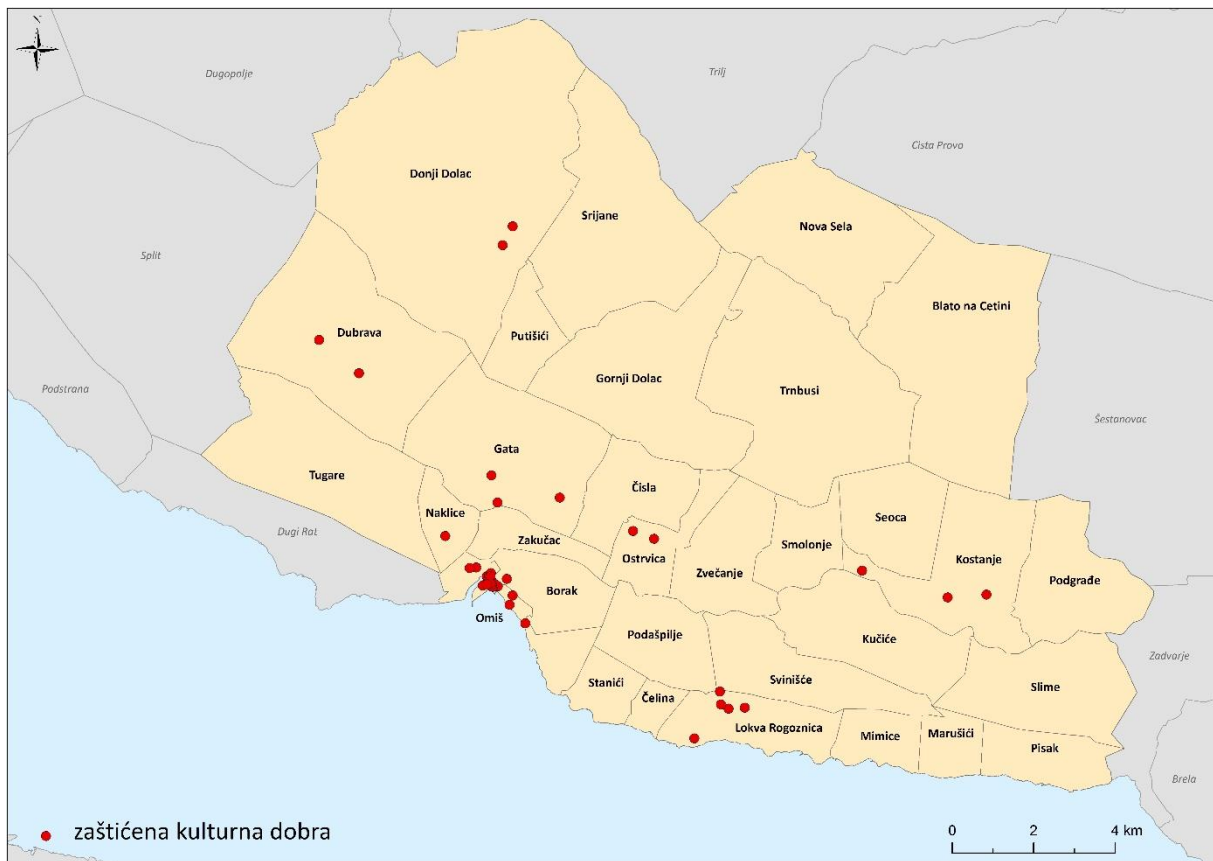 Dugopolje
Trilj
Cista Provo
Donji Dolac
Srijane
Nova Sela
Split
Blato na Cetini
Dubrava
Putišići
Gornji Dolac
Trnbusi
Podstrana
Šestanovac
Gata
Tugare
Čisla
Naklice
Seoca
Dugi Rat
Zakučac
Smolonje
Kostanje
Ostrvica
Zvečanje
Podgrađe
Borak
Omiš
Podašpilje
Kučiće
Zadvarje
Stanići
Svinišće
Slime
Čelina
Lokva Rogoznica
Mimice
Marušići
Pisak
Brela
zaštićena kulturna dobra
0 2 4 km